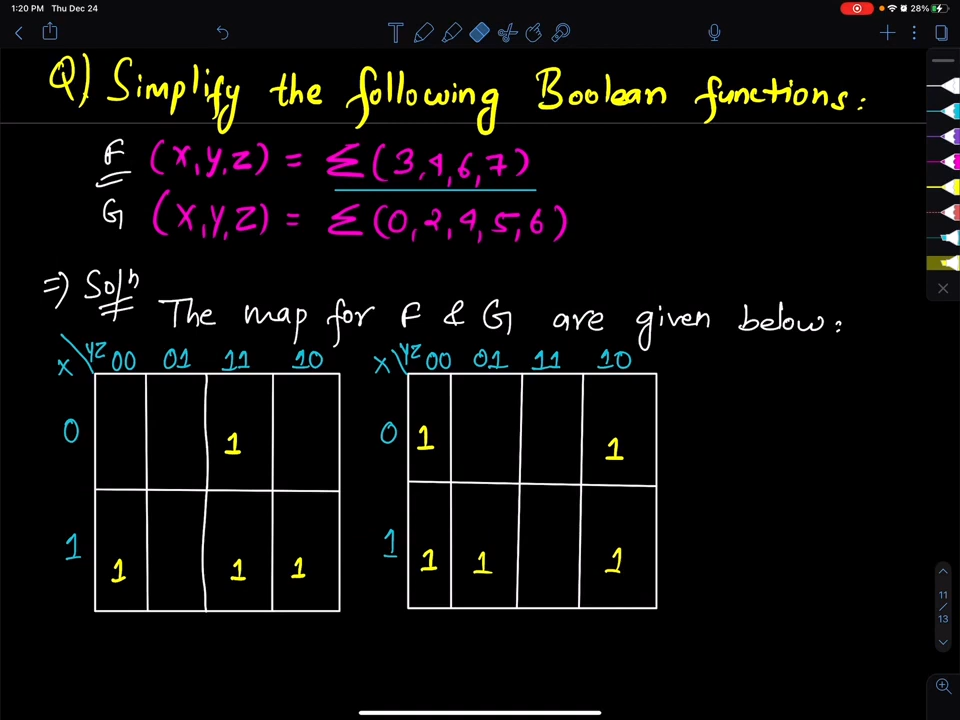 1:20 PM Thu Dec 24
28%
Q) Simplify the following Boolean functions:
F (X,Y,Z) = Σ(3,4,6,7)
G (X,Y,Z) = Σ(0,2,4,5,6)
=) Solⁿ The map for F & G are given below:
X\YZ 00 01 11 10
0 1
1 1 1 1
X\YZ 00 01 11 10
0 1 1
1 1 1 1
11
/
13